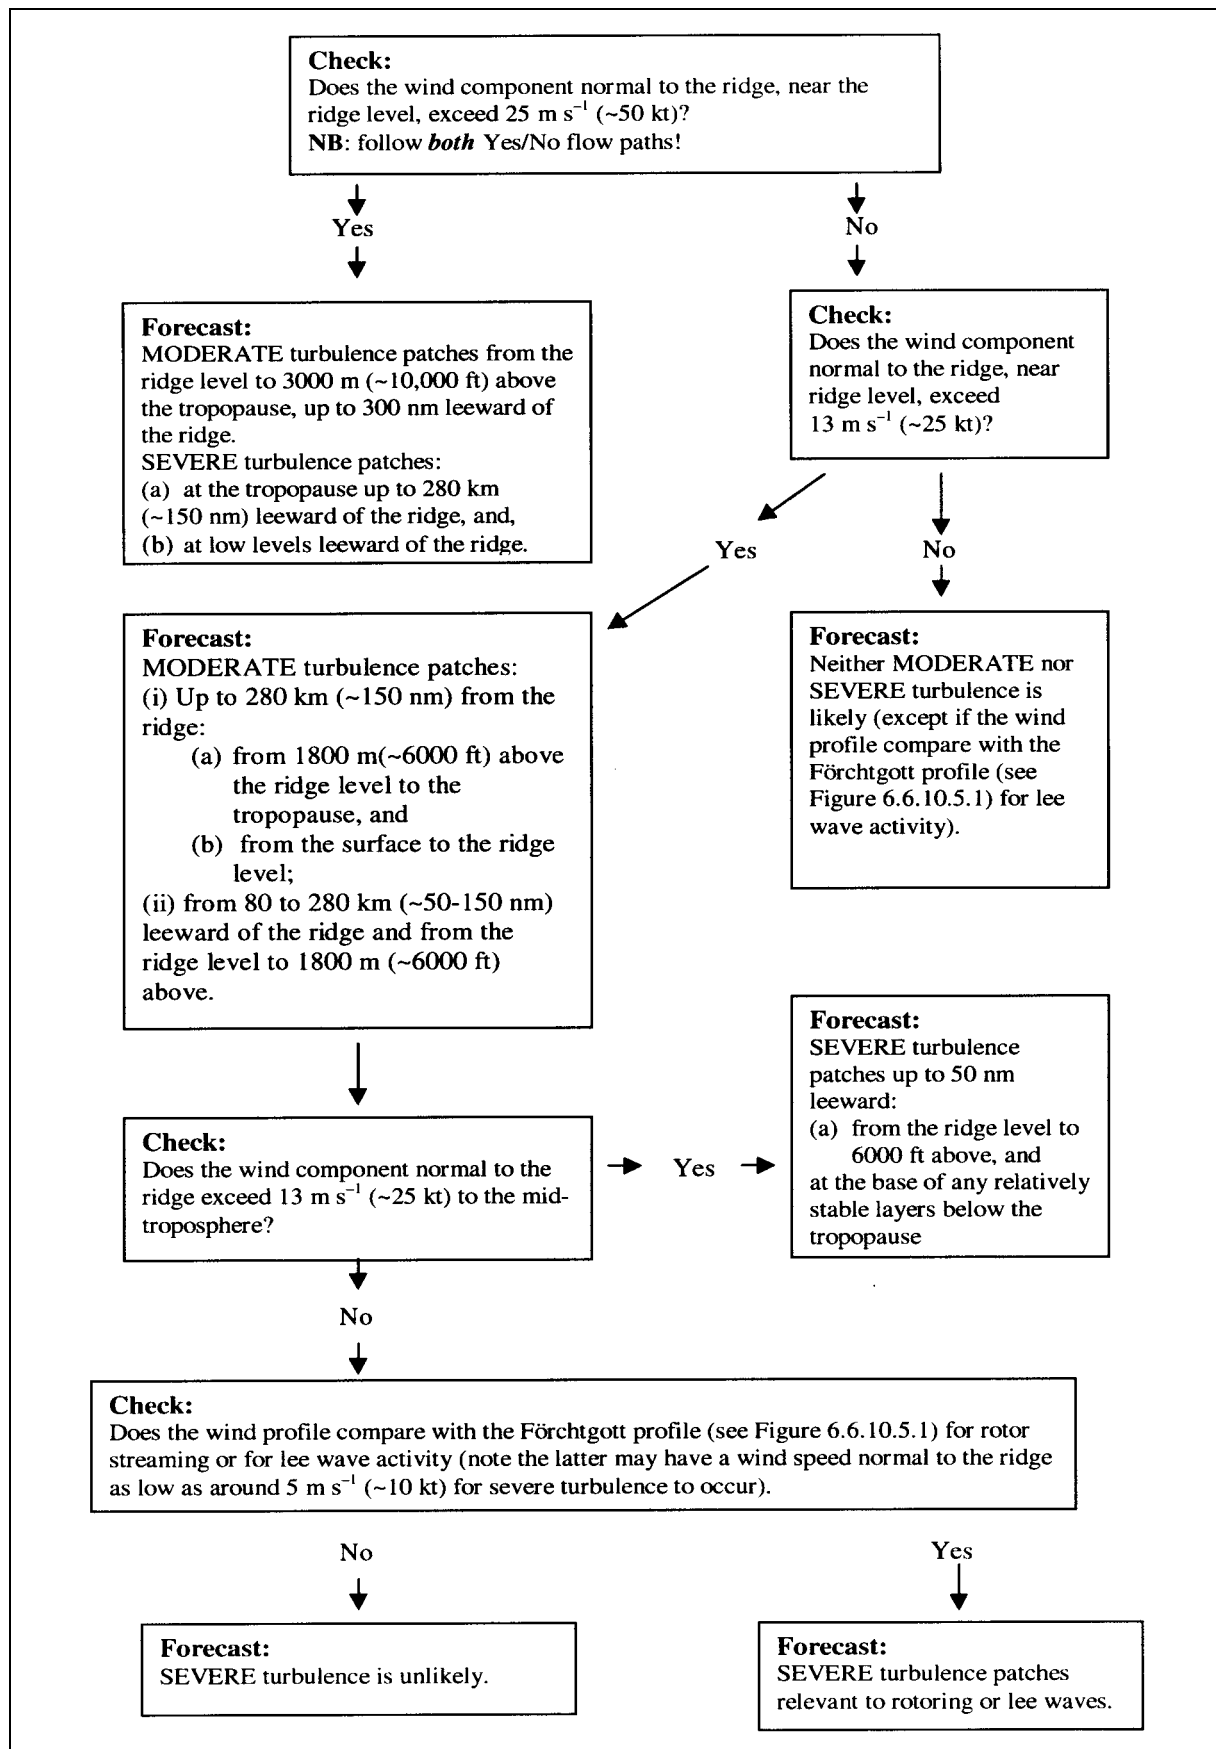 Check:
Does the wind component normal to the ridge, near the
ridge level, exceed 25 m s⁻¹ (~50 kt)?
NB: follow both Yes/No flow paths!
Yes
No
Forecast:
MODERATE turbulence patches from the
ridge level to 3000 m (~10,000 ft) above
the tropopause, up to 300 nm leeward of
the ridge.
SEVERE turbulence patches:
(a) at the tropopause up to 280 km
(~150 nm) leeward of the ridge, and,
(b) at low levels leeward of the ridge.
Check:
Does the wind component
normal to the ridge, near
ridge level, exceed
13 m s⁻¹ (~25 kt)?
Yes
No
Forecast:
MODERATE turbulence patches:
(i) Up to 280 km (~150 nm) from the
ridge:
(a) from 1800 m(~6000 ft) above
the ridge level to the
tropopause, and
(b) from the surface to the ridge
level;
(ii) from 80 to 280 km (~50-150 nm)
leeward of the ridge and from the
ridge level to 1800 m (~6000 ft)
above.
Forecast:
Neither MODERATE nor
SEVERE turbulence is
likely (except if the wind
profile compare with the
Förchtgott profile (see
Figure 6.6.10.5.1) for lee
wave activity).
Check:
Does the wind component normal to the
ridge exceed 13 m s⁻¹ (~25 kt) to the mid-
troposphere?
Yes
Forecast:
SEVERE turbulence
patches up to 50 nm
leeward:
(a) from the ridge level to
6000 ft above, and
at the base of any relatively
stable layers below the
tropopause
No
Check:
Does the wind profile compare with the Förchtgott profile (see Figure 6.6.10.5.1) for rotor
streaming or for lee wave activity (note the latter may have a wind speed normal to the ridge
as low as around 5 m s⁻¹ (~10 kt) for severe turbulence to occur).
No
Yes
Forecast:
SEVERE turbulence is unlikely.
Forecast:
SEVERE turbulence patches
relevant to rotoring or lee waves.